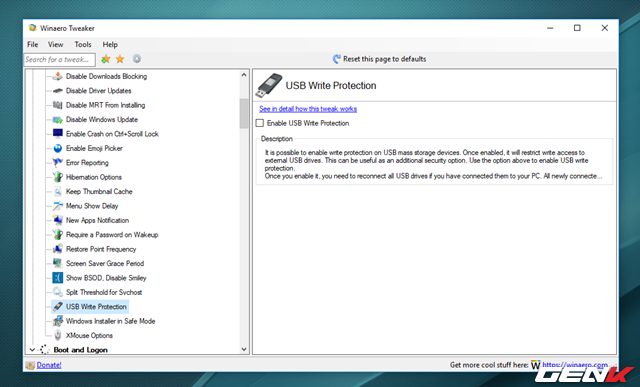 Winaero Tweaker
File View Tools Help
Search for a tweak...
Reset this page to defaults
Disable Downloads Blocking
Disable Driver Updates
Disable MRT From Installing
Disable Windows Update
Enable Crash on Ctrl+Scroll Lock
Enable Emoji Picker
Error Reporting
Hibernation Options
Keep Thumbnail Cache
Menu Show Delay
New Apps Notification
Require a Password on Wakeup
Restore Point Frequency
Screen Saver Grace Period
Show BSOD, Disable Smiley
Split Threshold for Svchost
USB Write Protection
Windows Installer in Safe Mode
XMouse Options
Boot and Logon
USB Write Protection
See in detail how this tweak works
Enable USB Write Protection
Description
It is possible to enable write protection on USB mass storage devices. Once enabled, it will restrict write access to
external USB drives. This can be useful as an additional security option. Use the option above to enable USB write
protection.
Once you enable it, you need to reconnect all USB drives if you have connected them to your PC. All newly connecte...
Donate!
Get more cool stuff here: W https://winaero.com
GENK